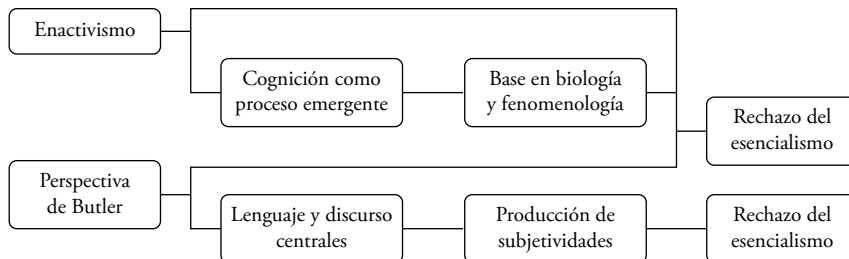 Enactivismo
Cognición como
proceso emergente
Base en biología
y fenomenología
Rechazo del
esencialismo
Perspectiva
de Butler
Lenguaje y discurso
centrales
Producción de
subjetividades
Rechazo del
esencialismo